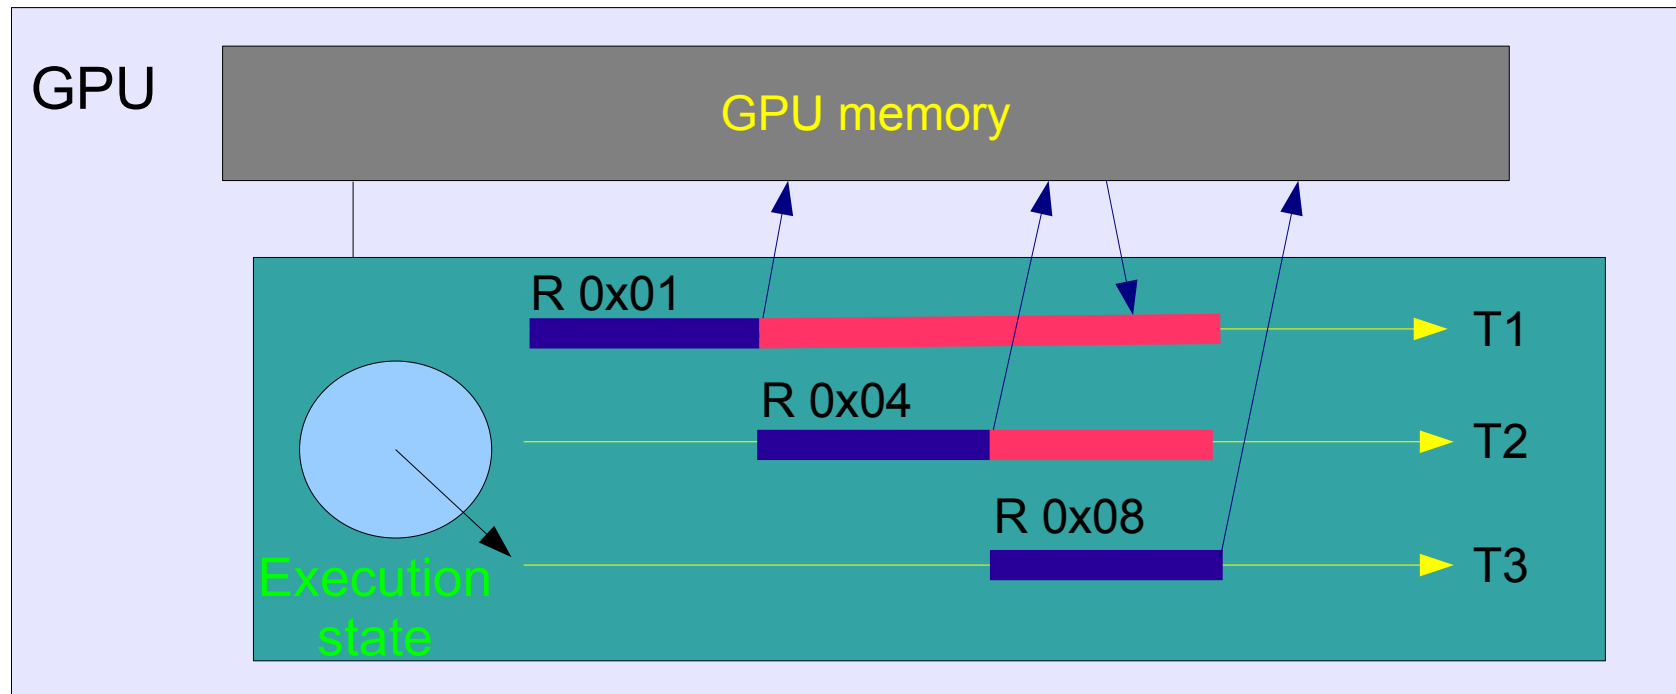 GPU
GPU memory
R 0x01
T1
R 0x04
T2
R 0x08
T3
Execution
state